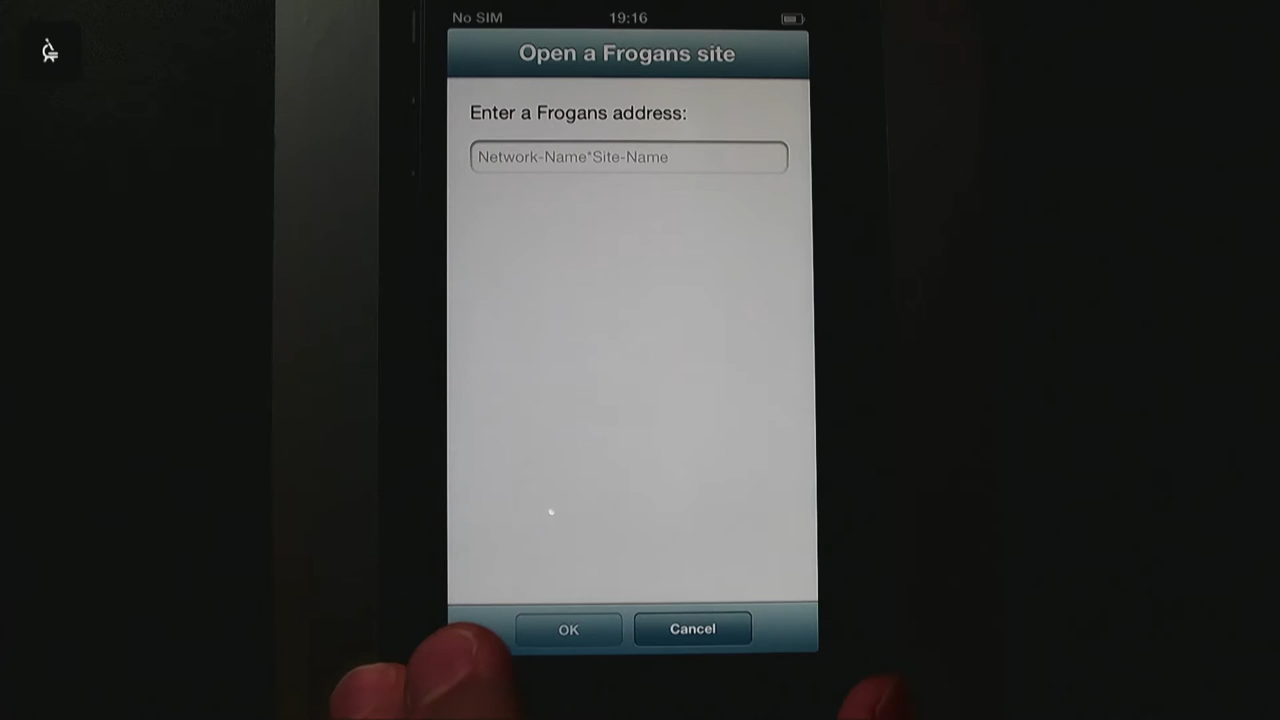 No SIM 19:16
Open a Frogans site
Enter a Frogans address:
Network-Name*Site-Name
OK Cancel